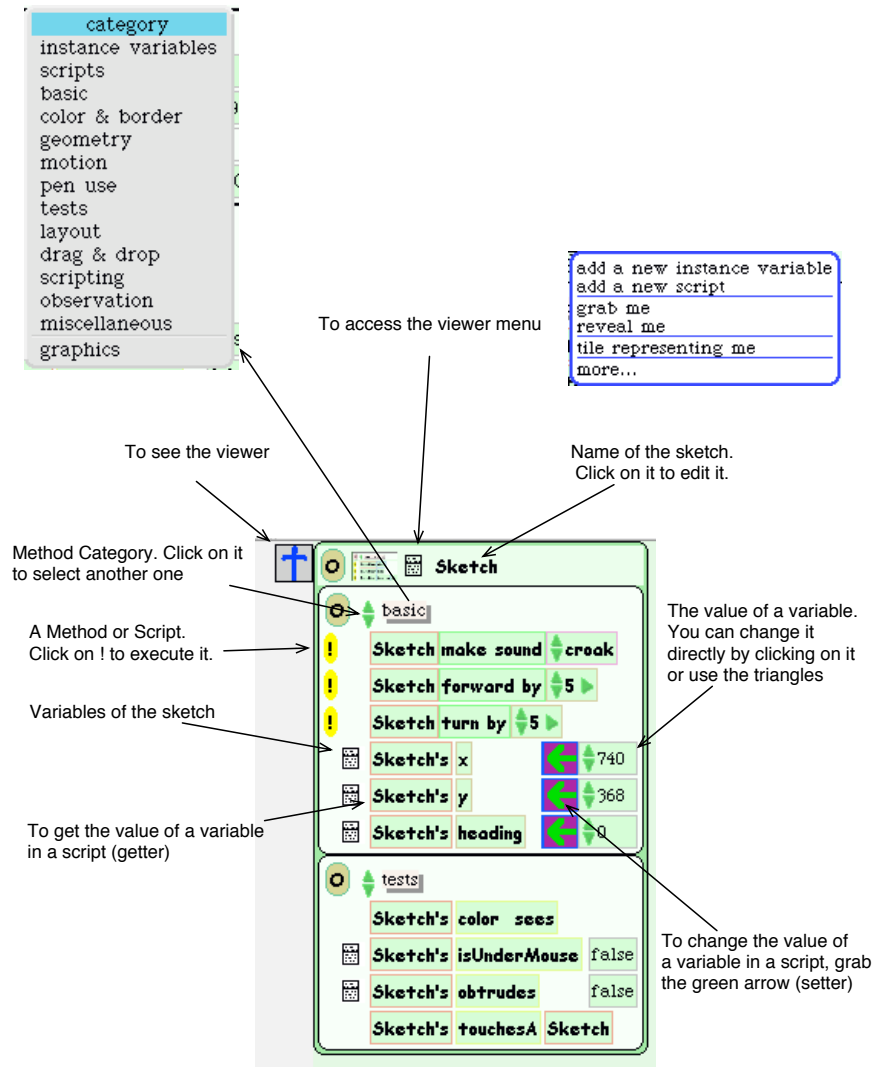 category
instance variables
scripts
basic
color & border
geometry
motion
pen use
tests
layout
drag & drop
scripting
observation
miscellaneous
graphics
add a new instance variable
add a new script
grab me
reveal me
tile representing me
more...
To access the viewer menu
To see the viewer
Name of the sketch.
Click on it to edit it.
Method Category. Click on it
to select another one
A Method or Script.
Click on ! to execute it.
Variables of the sketch
To get the value of a variable
in a script (getter)
The value of a variable.
You can change it
directly by clicking on it
or use the triangles
To change the value of
a variable in a script, grab
the green arrow (setter)
O Sketch
O basic
! Sketch make sound croak
! Sketch forward by 5
! Sketch turn by 5
Sketch's x 740
Sketch's y 368
Sketch's heading 0
O tests
Sketch's color sees
Sketch's isUnderMouse false
Sketch's obtrudes false
Sketch's touchesA Sketch